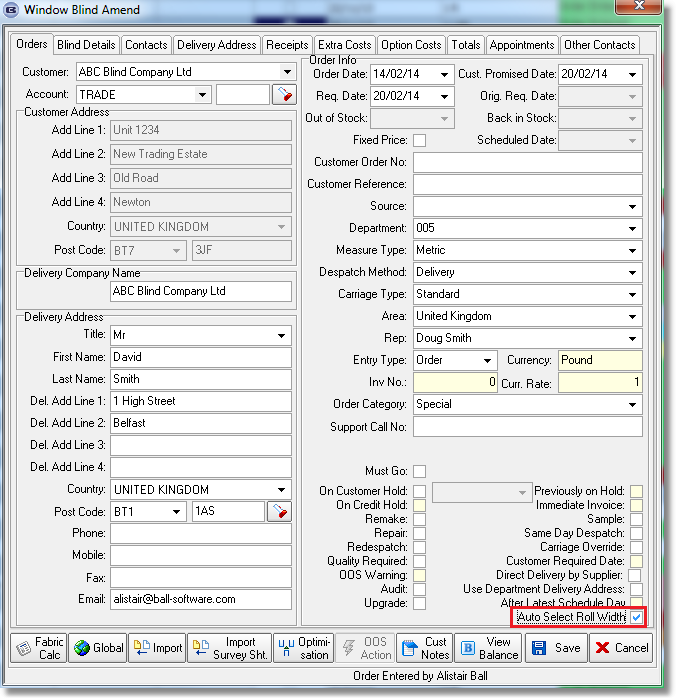 Window Blind Amend
Orders Blind Details Contacts Delivery Address Receipts Extra Costs Option Costs Totals Appointments Other Contacts
Customer: ABC Blind Company Ltd
Account: TRADE
Customer Address
Add Line 1: Unit 1234
Add Line 2: New Trading Estate
Add Line 3: Old Road
Add Line 4: Newton
Country: UNITED KINGDOM
Post Code: BT7 3JF
Delivery Company Name
ABC Blind Company Ltd
Delivery Address
Title: Mr
First Name: David
Last Name: Smith
Del. Add Line 1: 1 High Street
Del. Add Line 2: Belfast
Del. Add Line 3:
Del. Add Line 4:
Country: UNITED KINGDOM
Post Code: BT1 1AS
Phone:
Mobile:
Fax:
Email: alistair@ball-software.com
Order Info
Order Date: 14/02/14 Cust. Promised Date: 20/02/14
Req. Date: 20/02/14 Orig. Req. Date:
Out of Stock: Back in Stock:
Fixed Price: Scheduled Date:
Customer Order No:
Customer Reference:
Source:
Department: 005
Measure Type: Metric
Despatch Method: Delivery
Carriage Type: Standard
Area: United Kingdom
Rep: Doug Smith
Entry Type: Order Currency: Pound
Inv No.: 0 Curr. Rate: 1
Order Category: Special
Support Call No:
Must Go:
On Customer Hold: Previously on Hold:
On Credit Hold: Immediate Invoice:
Remake: Sample:
Repair: Same Day Despatch:
Redespatch: Carriage Override:
Quality Required: Customer Required Date:
OOS Warning: Direct Delivery by Supplier:
Audit: Use Department Delivery Address:
Upgrade: After Latest Schedule Day
Auto Select Roll Width
Fabric Calc Global Import Import Survey Sht. Optimi-sation OOS Action Cust Notes View Balance Save Cancel
Order Entered by Alistair Ball